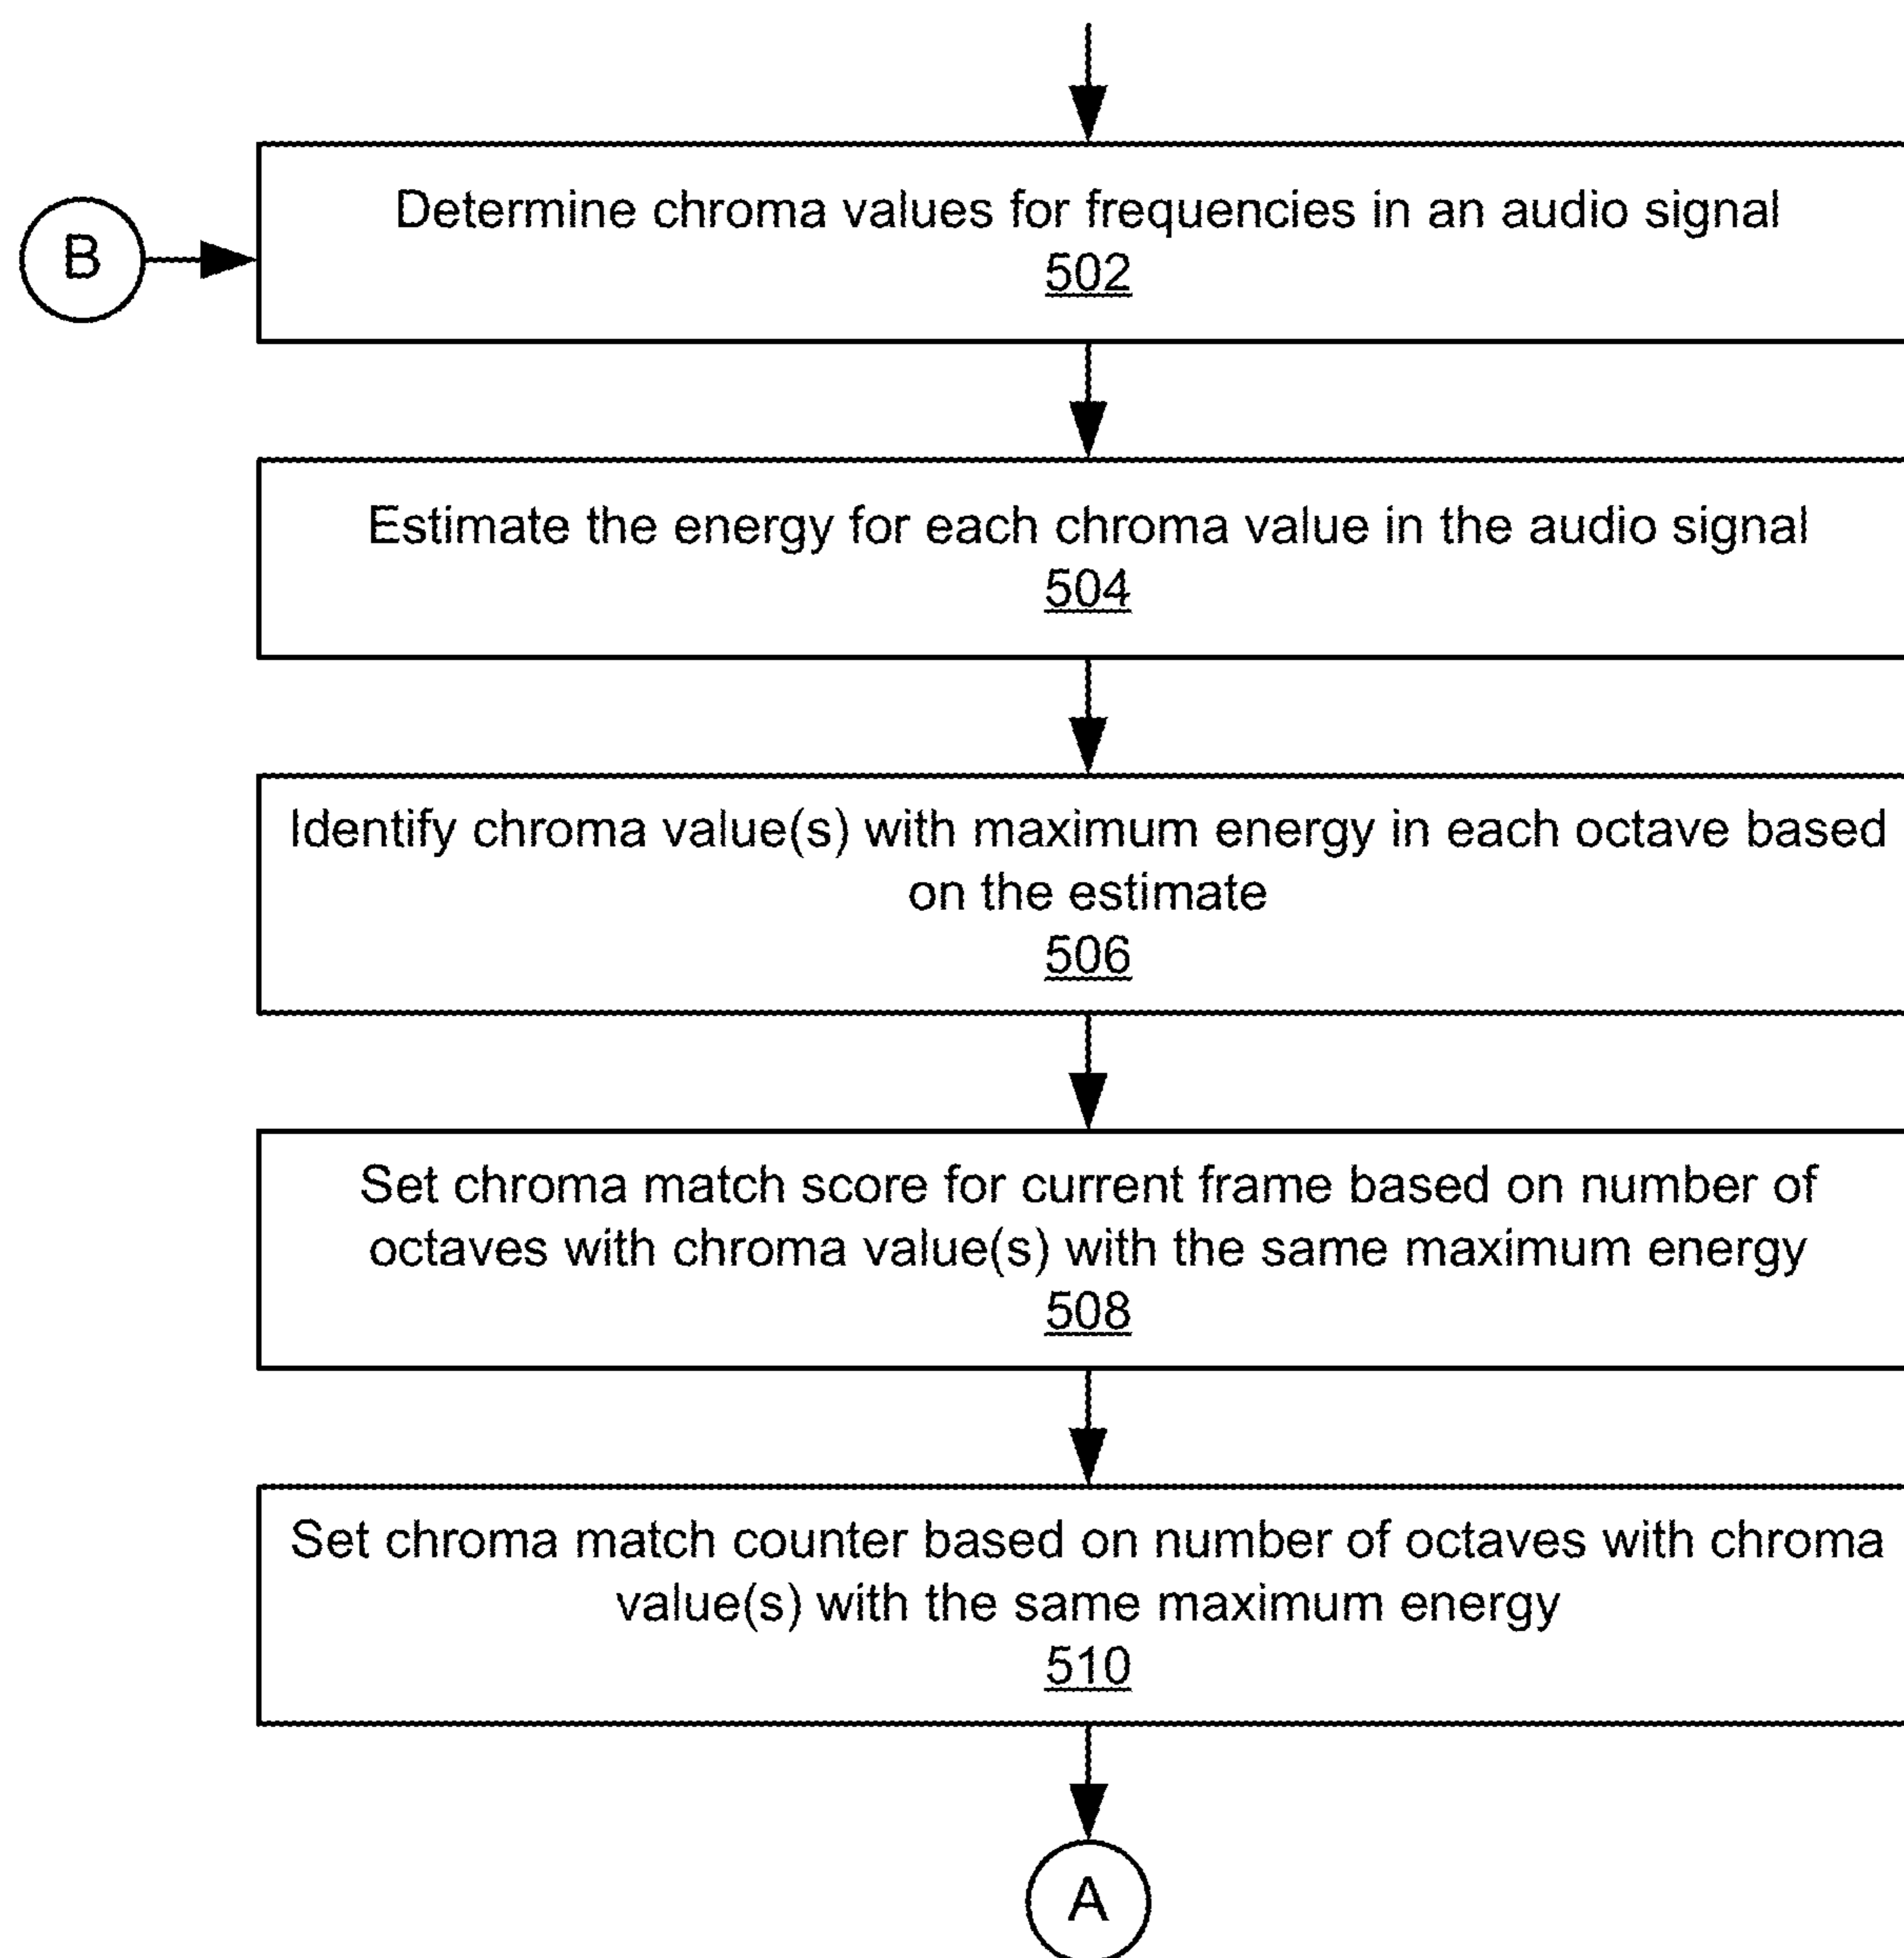 Determine chroma values for frequencies in an audio signal
502
B
Estimate the energy for each chroma value in the audio signal
504
Identify chroma value(s) with maximum energy in each octave based
on the estimate
506
Set chroma match score for current frame based on number of
octaves with chroma value(s) with the same maximum energy
508
Set chroma match counter based on number of octaves with chroma
value(s) with the same maximum energy
510
A